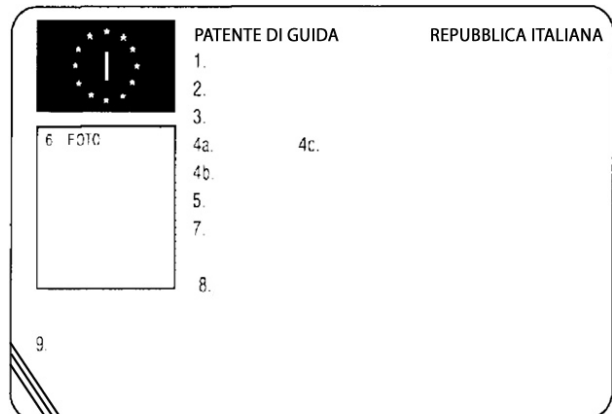 PATENTE DI GUIDA REPUBBLICA ITALIANA
I
1.
2.
3.
6 FOTO
4a. 4c.
4b.
5.
7.
8.
9.